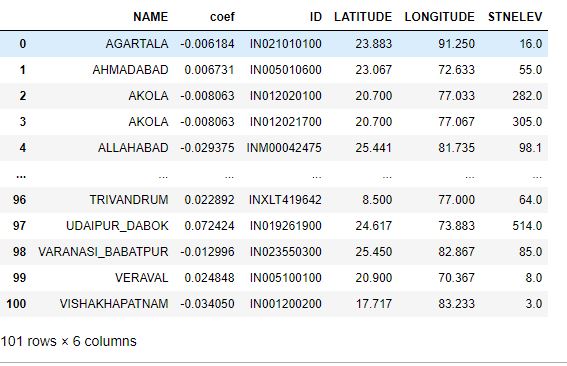 NAME coef ID LATITUDE LONGITUDE STNELEV
0 AGARTALA -0.006184 IN021010100 23.883 91.250 16.0
1 AHMADABAD 0.006731 IN005010600 23.067 72.633 55.0
2 AKOLA -0.008063 IN012020100 20.700 77.033 282.0
3 AKOLA -0.008063 IN012021700 20.700 77.067 305.0
4 ALLAHABAD -0.029375 INM00042475 25.441 81.735 98.1
... ... ... ... ... ... ...
96 TRIVANDRUM 0.022892 INXLT419642 8.500 77.000 64.0
97 UDAIPUR_DABOK 0.072424 IN019261900 24.617 73.883 514.0
98 VARANASI_BABATPUR -0.012996 IN023550300 25.450 82.867 85.0
99 VERAVAL 0.024848 IN005100100 20.900 70.367 8.0
100 VISHAKHAPATNAM -0.034050 IN001200200 17.717 83.233 3.0
101 rows × 6 columns